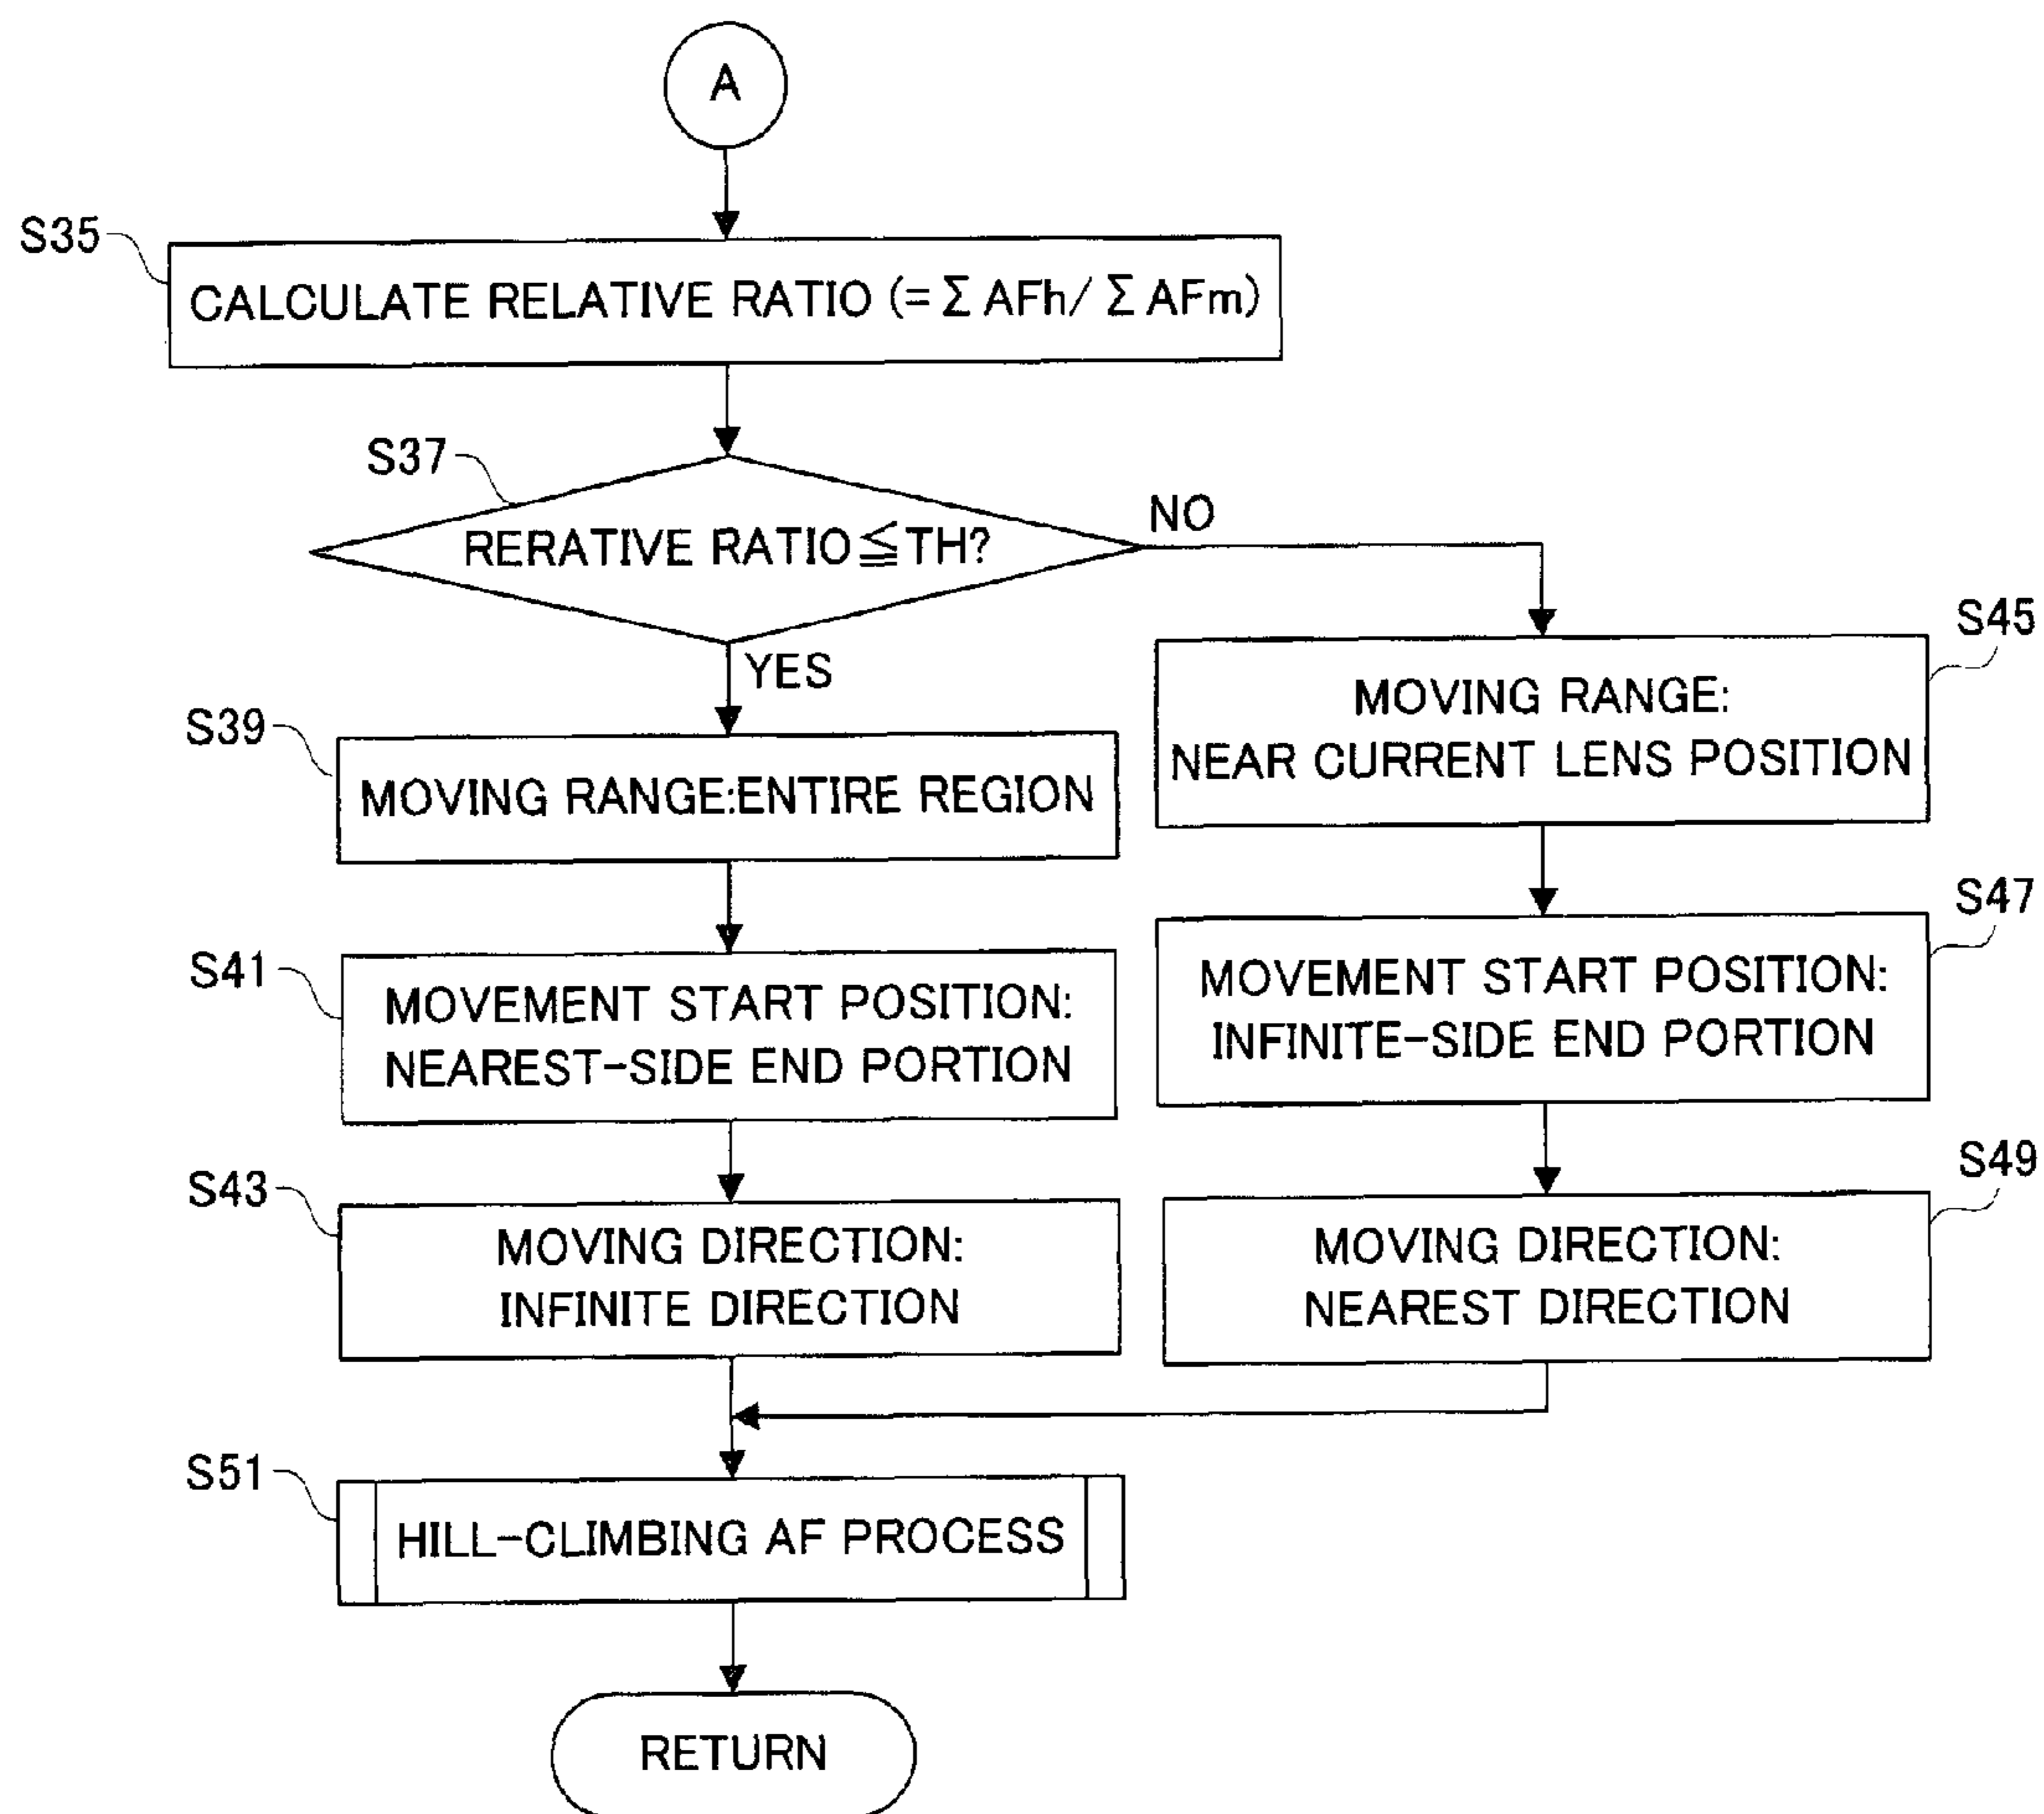 A
S35
CALCULATE RELATIVE RATIO (=Σ AFh/ Σ AFm)
S37
RERATIVE RATIO≦TH?
NO
YES
S39
MOVING RANGE:ENTIRE REGION
S41
MOVEMENT START POSITION:
NEAREST-SIDE END PORTION
S43
MOVING DIRECTION:
INFINITE DIRECTION
S45
MOVING RANGE:
NEAR CURRENT LENS POSITION
S47
MOVEMENT START POSITION:
INFINITE-SIDE END PORTION
S49
MOVING DIRECTION:
NEAREST DIRECTION
S51
HILL-CLIMBING AF PROCESS
RETURN